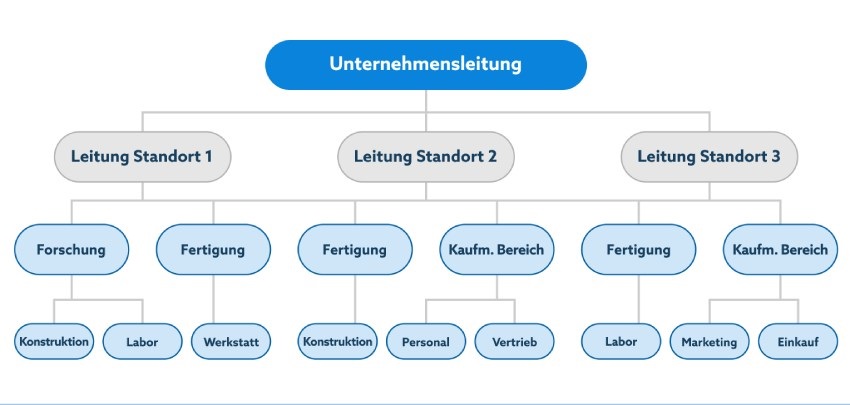 Unternehmensleitung
Leitung Standort 1
Leitung Standort 2
Leitung Standort 3
Forschung
Fertigung
Fertigung
Kaufm. Bereich
Fertigung
Kaufm. Bereich
Konstruktion
Labor
Werkstatt
Konstruktion
Personal
Vertrieb
Labor
Marketing
Einkauf